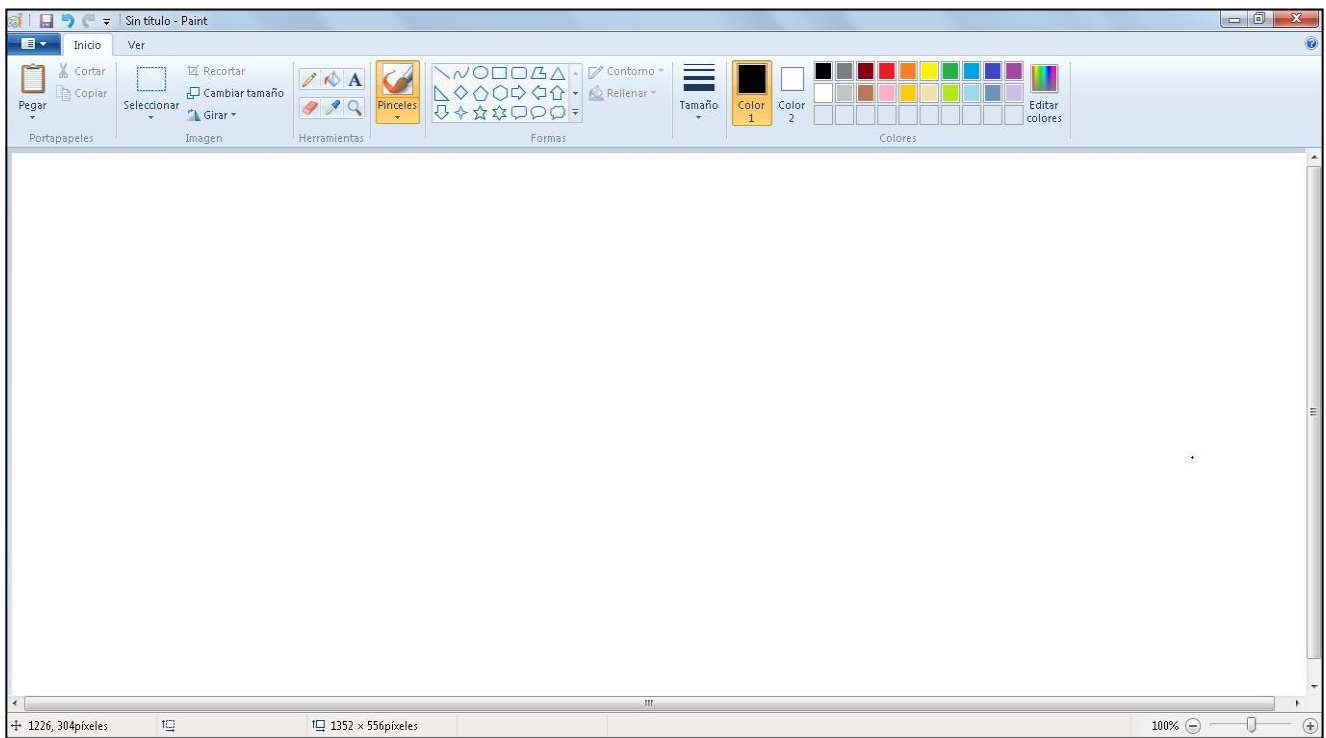 Sin título - Paint
Inicio Ver
Pegar
Cortar
Copiar
Portapapeles
Seleccionar
Recortar
Cambiar tamaño
Girar
Imagen
A
Herramientas
Pinceles
Contorno
Rellenar
Formas
Tamaño
Color
1
Color
2
Editar
colores
Colores
1226, 304píxeles
1352 × 556píxeles
100%